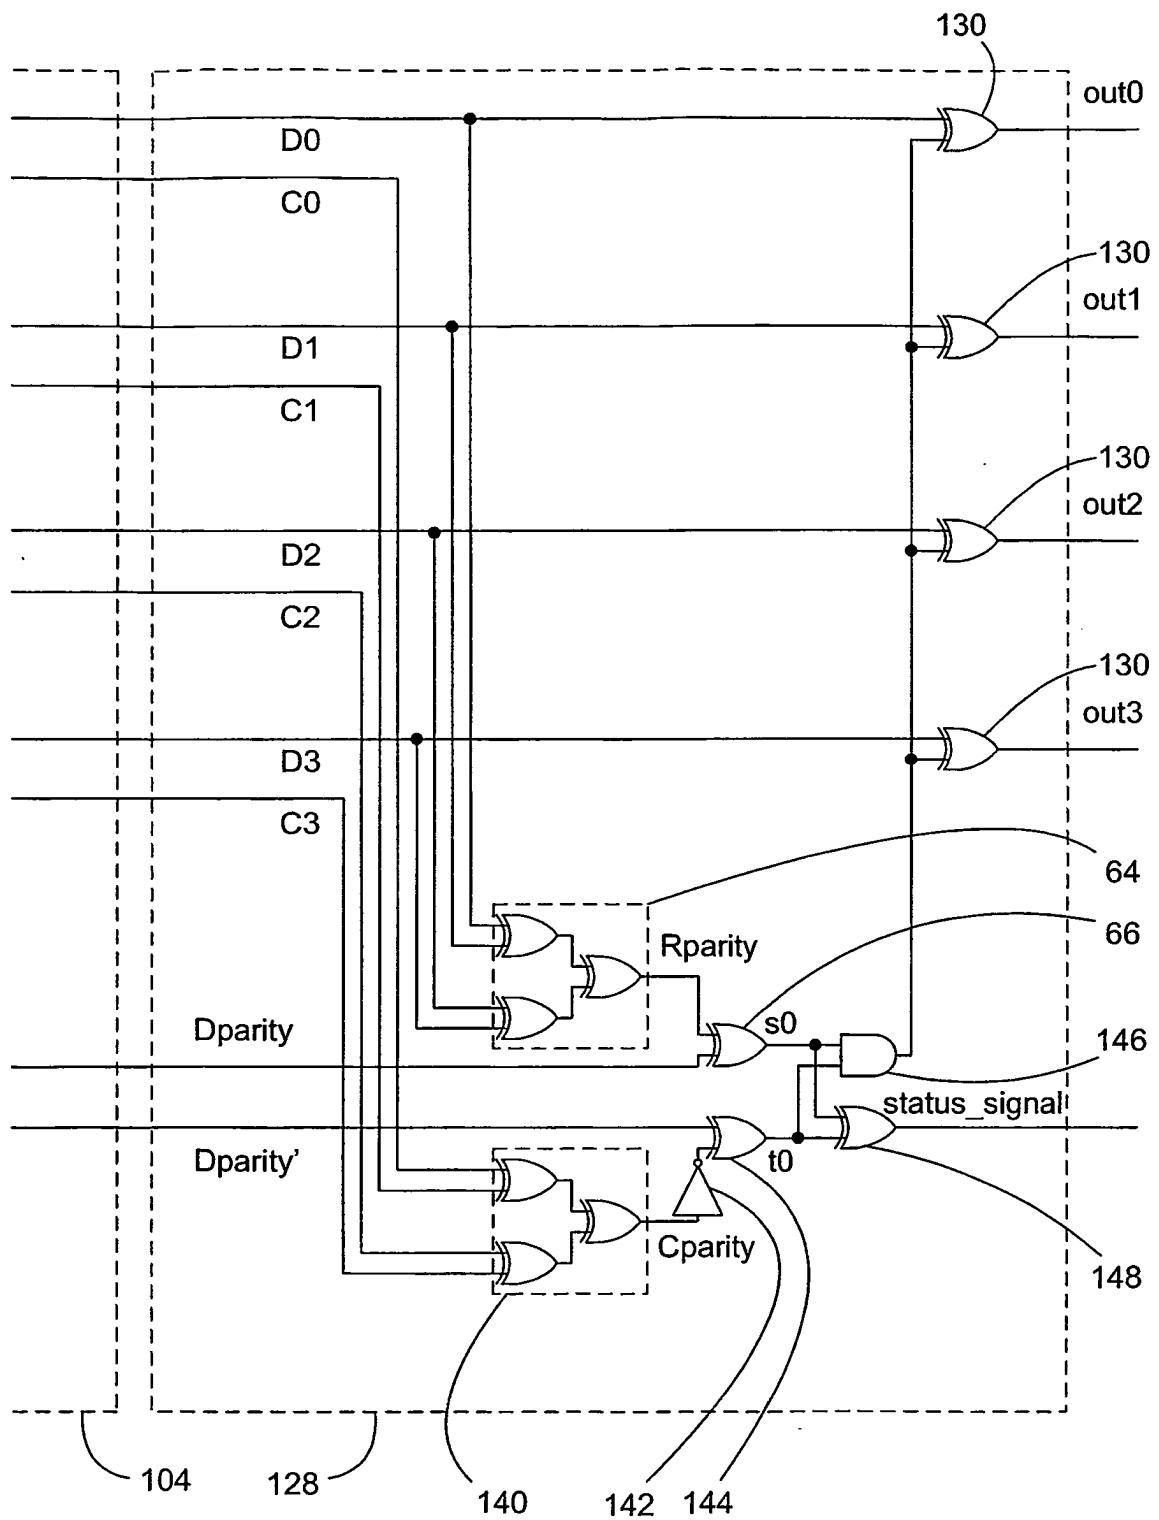 130
out0
D0
C0
130
out1
D1
C1
130
out2
D2
C2
130
out3
D3
C3
64
66
Rparity
Dparity
s0
146
status_signal
Dparity’
t0
Cparity
148
104
128
140
142
144